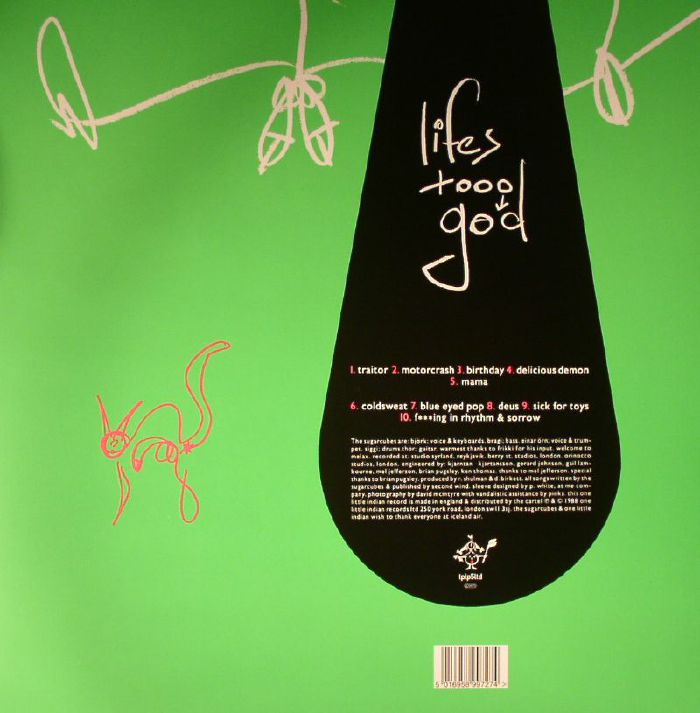 lifes
tooo
go'd
1. traitor 2. motorcrash 3. birthday 4. delicious demon
5. mama
6. coldsweat 7. blue eyed pop 8. deus 9. sick for toys
10. f***ing in rhythm & sorrow
The sugarcubes are: björk: voice & keyboards. bragi: bass. einar örn: voice & trum-
pet. siggi: drums. thor: guitar. warmest thanks to frikki for his input. welcome to
melax. recorded at: studio syrland, reykjavik. berry st. studios, london. orinoco
studios, london. engineered by:
kjartansson, gerard johnson, gail lam-
bourne, mel jefferson, brian pugsley, ken thomas. thanks to mel jefferson. special
thanks to brian pugsley. produced by r. shulman & d. birkett. all songs written by the
sugarcubes & published by second wind. sleeve designed by p. white, as me com-
pany. photography by david mcintyre with vandalistic assistance by pinka. this one
little indian record is made in england & distributed by the cartel ℗ & © 1988 one
little indian records ltd 250 york road, london sw11 3sj. the sugarcubes & one little
indian wish to thank everyone at iceland air.
tplp5ltd
5 016958 997274 >